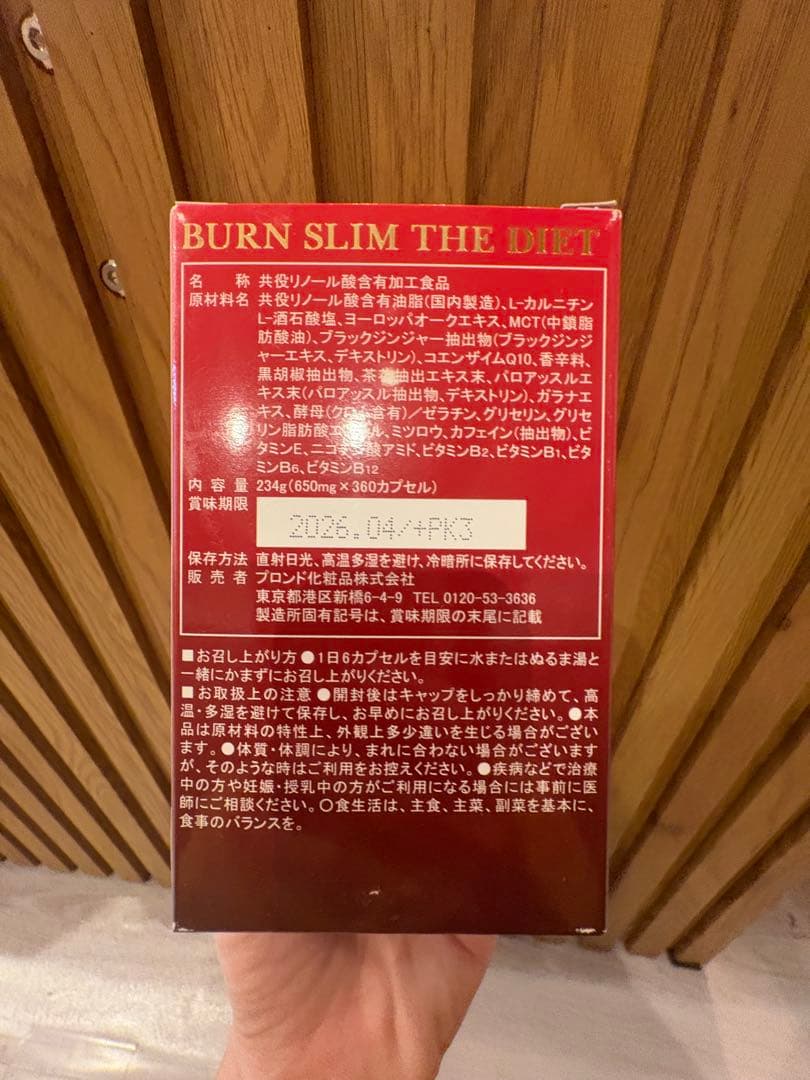 BURN SLIM THE DIET
名　称 共役リノール酸含有加工食品
原材料名 共役リノール酸含有油脂(国内製造)、L-カルニチン
L-酒石酸塩、ヨーロッパオークエキス、MCT(中鎖脂
肪酸油)、ブラックジンジャー抽出物(ブラックジンジ
ャーエキス、デキストリン)、コエンザイムQ10、香辛料、
黒胡椒抽出物、茶花抽出エキス末、バロアッスルエ
キス末(バロアッスル抽出物、デキストリン)、ガラナエ
キス、酵母(クロム含有)/ゼラチン、グリセリン、グリセ
リン脂肪酸エステル、ミツロウ、カフェイン(抽出物)、ビ
タミンE、ニコチン酸アミド、ビタミンB2、ビタミンB1、ビタ
ミンB6、ビタミンB12
内容量 234g(650mg×360カプセル)
賞味期限 2026.04/+PK3
保存方法 直射日光、高温多湿を避け、冷暗所に保存してください。
販売者 ブロンド化粧品株式会社
東京都港区新橋6-4-9 TEL 0120-53-3636
製造所固有記号は、賞味期限の末尾に記載
■お召し上がり方 ●1日6カプセルを目安に水またはぬるま湯と
一緒にかまずにお召し上がりください。
■お取扱上の注意 ●開封後はキャップをしっかり締めて、高
温・多湿を避けて保存し、お早めにお召し上がりください。●本
品は原材料の特性上、外観上多少違いを生じる場合がござい
ます。●体質・体調により、まれに合わない場合がございます
が、そのような時はご利用をお控えください。●疾病などで治療
中の方や妊娠・授乳中の方がご利用になる場合には事前に医
師にご相談ください。○食生活は、主食、主菜、副菜を基本に、
食事のバランスを。